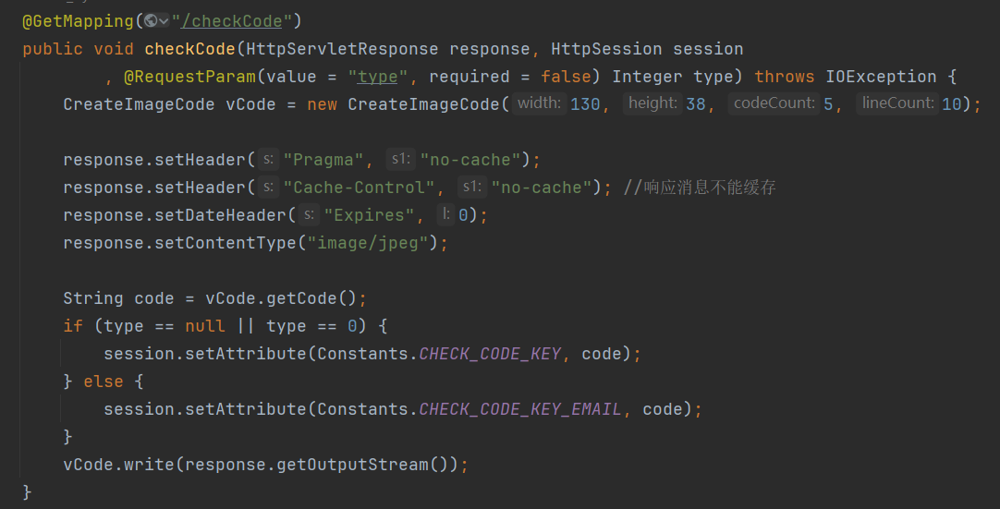 @GetMapping("/checkCode")
public void checkCode(HttpServletResponse response, HttpSession session
        , @RequestParam(value = "type", required = false) Integer type) throws IOException {
    CreateImageCode vCode = new CreateImageCode( width: 130, height: 38, codeCount: 5, lineCount: 10);

    response.setHeader( s: "Pragma", s1: "no-cache");
    response.setHeader( s: "Cache-Control", s1: "no-cache"); //响应消息不能缓存
    response.setDateHeader( s: "Expires", l: 0);
    response.setContentType("image/jpeg");

    String code = vCode.getCode();
    if (type == null || type == 0) {
        session.setAttribute(Constants.CHECK_CODE_KEY, code);
    } else {
        session.setAttribute(Constants.CHECK_CODE_KEY_EMAIL, code);
    }
    vCode.write(response.getOutputStream());
}